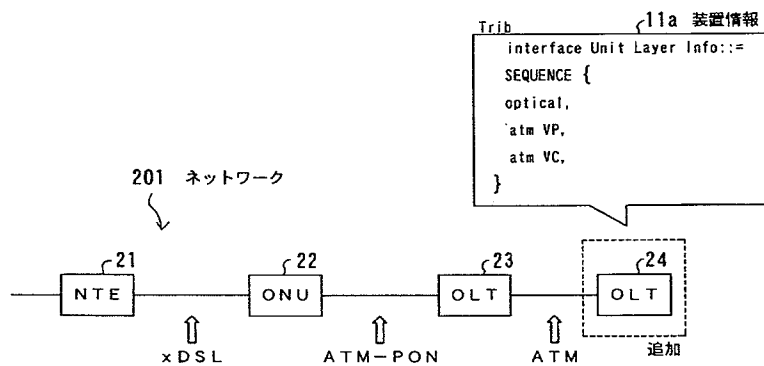 11a 装置情報
Trib
interface Unit Layer Info::=
SEQUENCE {
optical,
atm VP,
atm VC,
}
201 ネットワーク
21 22 23 24
NTE ONU OLT OLT
xDSL ATM-PON ATM 追加